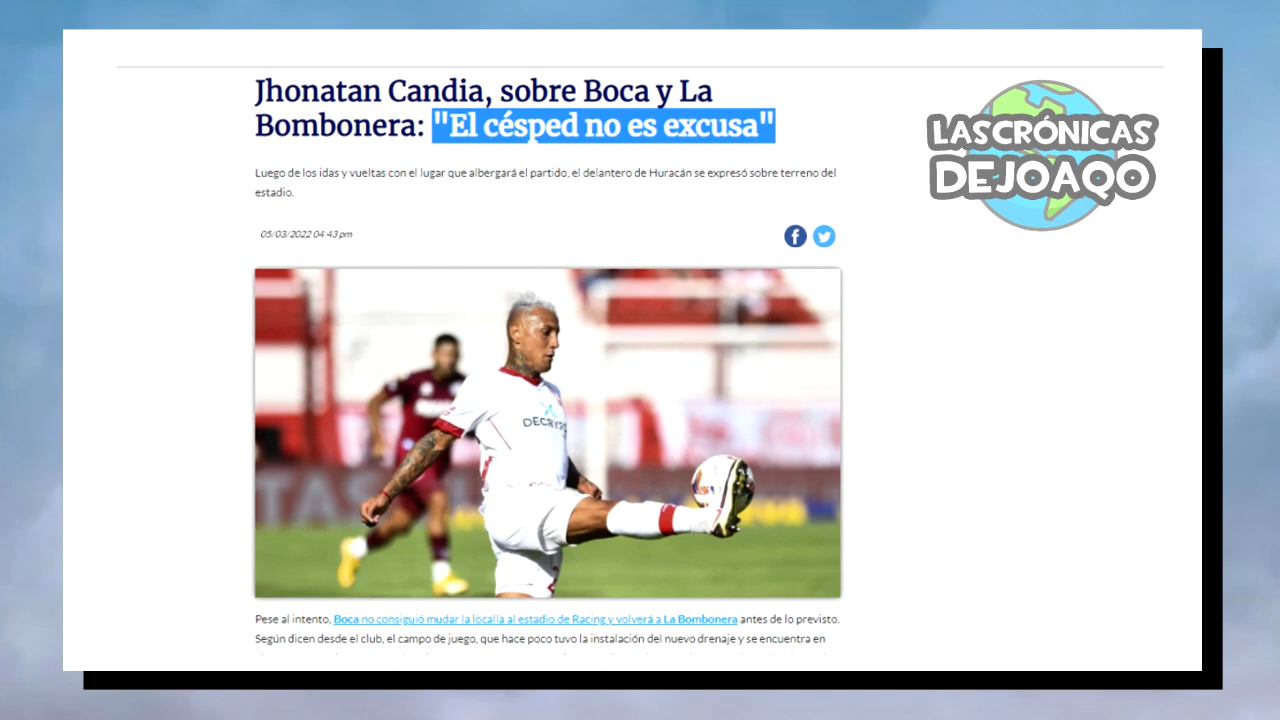 Jhonatan Candia, sobre Boca y La
Bombonera: "El césped no es excusa"
LASCRÓNICAS
DEJOAQO
Luego de los idas y vueltas con el lugar que albergará el partido, el delantero de Huracán se expresó sobre terreno del
estadio.
05/03/2022 04:43 pm
DECRYPTO
TAS
Pese al intento, Boca no consiguió mudar la localía al estadio de Racing y volverá a La Bombonera antes de lo previsto.
Según dicen desde el club, el campo de juego, que hace poco tuvo la instalación del nuevo drenaje y se encuentra en